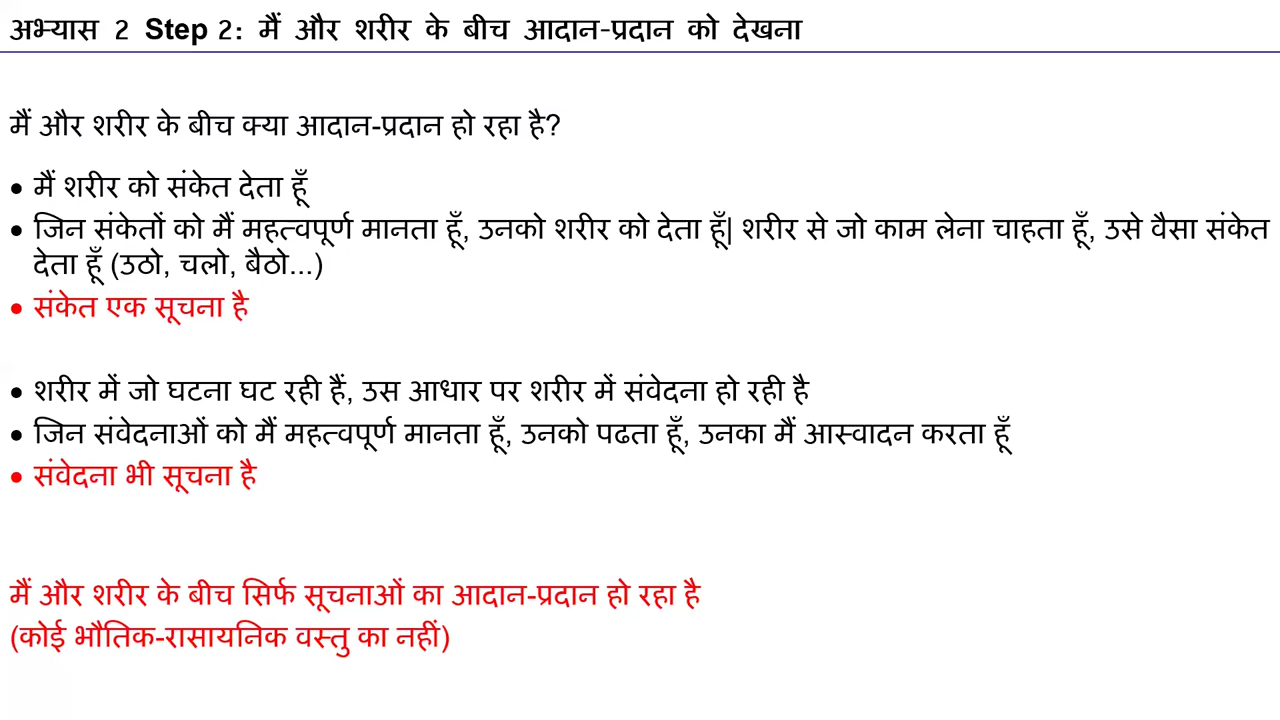 अभ्यास 2 Step 2: मैं और शरीर के बीच आदान-प्रदान को देखना
मैं और शरीर के बीच क्या आदान-प्रदान हो रहा है?
• मैं शरीर को संकेत देता हूँ
• जिन संकेतों को मैं महत्वपूर्ण मानता हूँ, उनको शरीर को देता हूँ| शरीर से जो काम लेना चाहता हूँ, उसे वैसा संकेत
देता हूँ (उठो, चलो, बैठो...)
• संकेत एक सूचना है
• शरीर में जो घटना घट रही हैं, उस आधार पर शरीर में संवेदना हो रही है
• जिन संवेदनाओं को मैं महत्वपूर्ण मानता हूँ, उनको पढता हूँ, उनका मैं आस्वादन करता हूँ
• संवेदना भी सूचना है
मैं और शरीर के बीच सिर्फ सूचनाओं का आदान-प्रदान हो रहा है
(कोई भौतिक-रासायनिक वस्तु का नहीं)